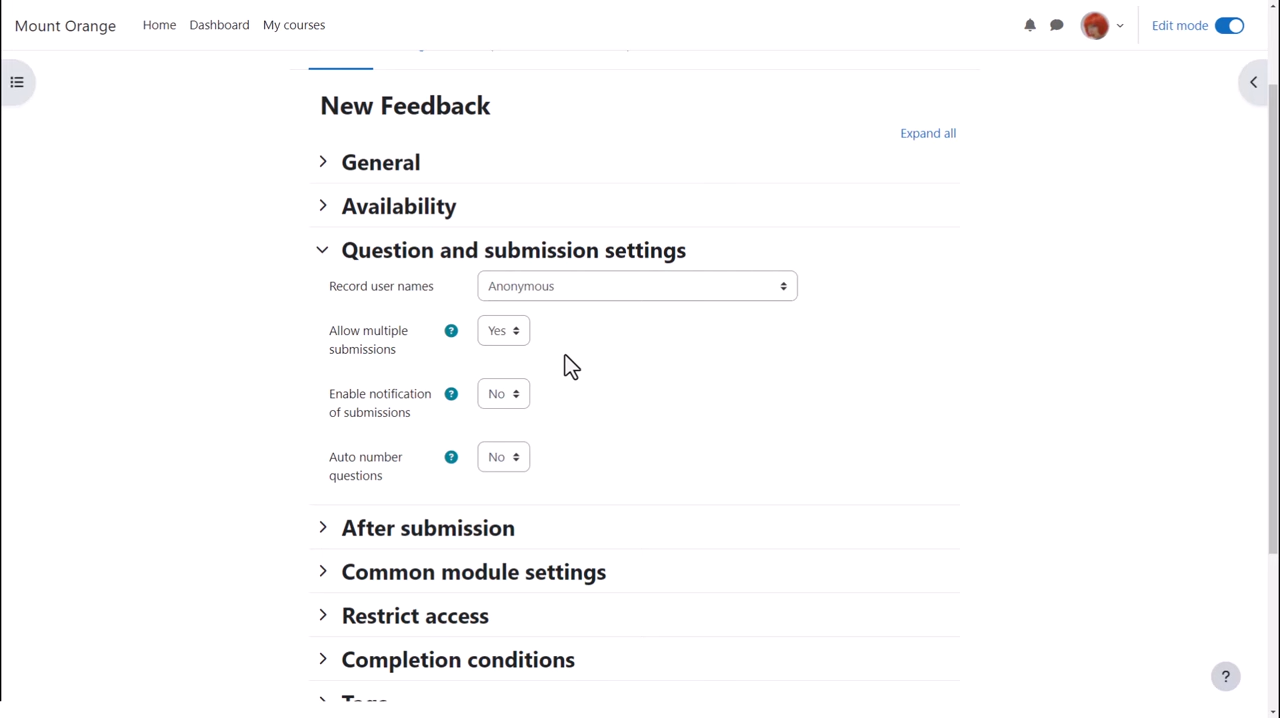 Mount Orange
Home
Dashboard
My courses
Edit mode
New Feedback
Expand all
General
Availability
Question and submission settings
Record user names
Anonymous
Allow multiple
submissions
?
Yes
Enable notification
of submissions
?
No
Auto number
questions
?
No
After submission
Common module settings
Restrict access
Completion conditions
Tags
?